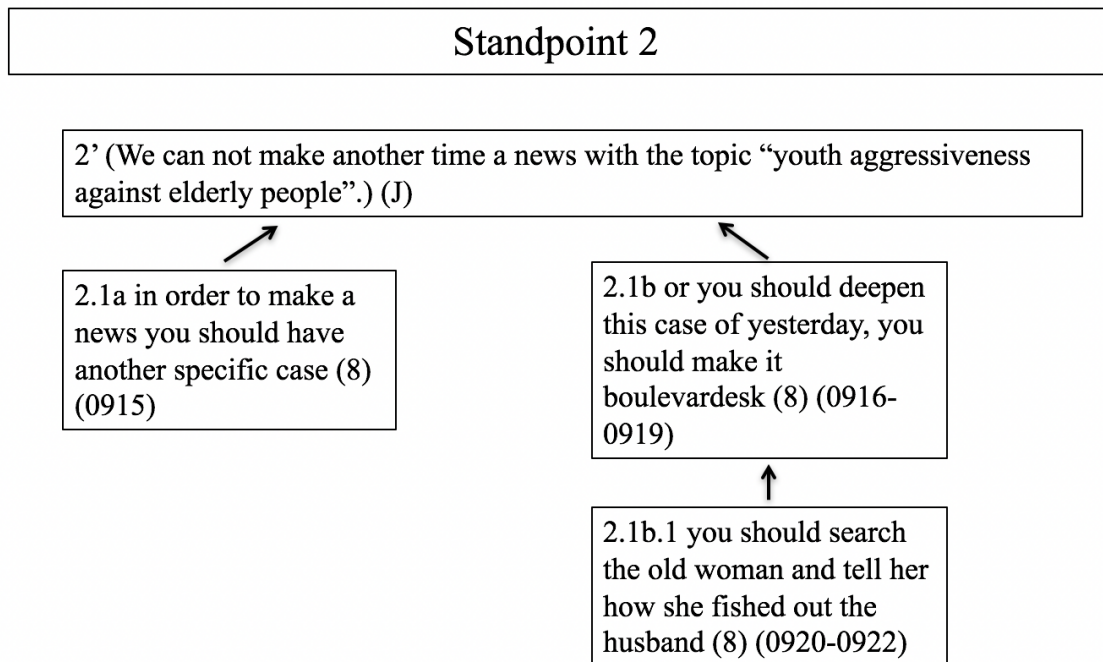 Standpoint 2
2’ (We can not make another time a news with the topic “youth aggressiveness
against elderly people”.) (J)
2.1a in order to make a
news you should have
another specific case (8)
(0915)
2.1b or you should deepen
this case of yesterday, you
should make it
boulevardesk (8) (0916-
0919)
2.1b.1 you should search
the old woman and tell her
how she fished out the
husband (8) (0920-0922)